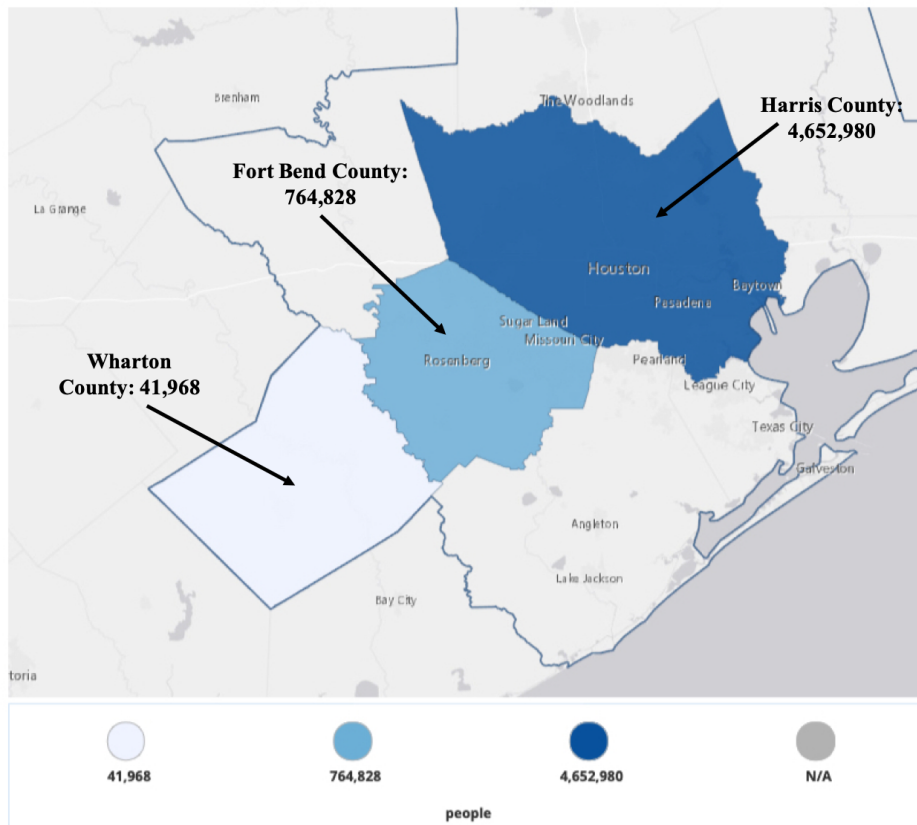 The Woodlands
Brenham
Harris County:
4,652,980
Fort Bend County:
764,828
La Grange
Houston
Baytown
Pasadena
Sugar Land
Missouri City
Wharton
County: 41,968
Rosenberg
Pearland
League City
Texas City
Galveston
Angleton
Lake Jackson
Bay City
toria
41,968
764,828
4,652,980
N/A
people